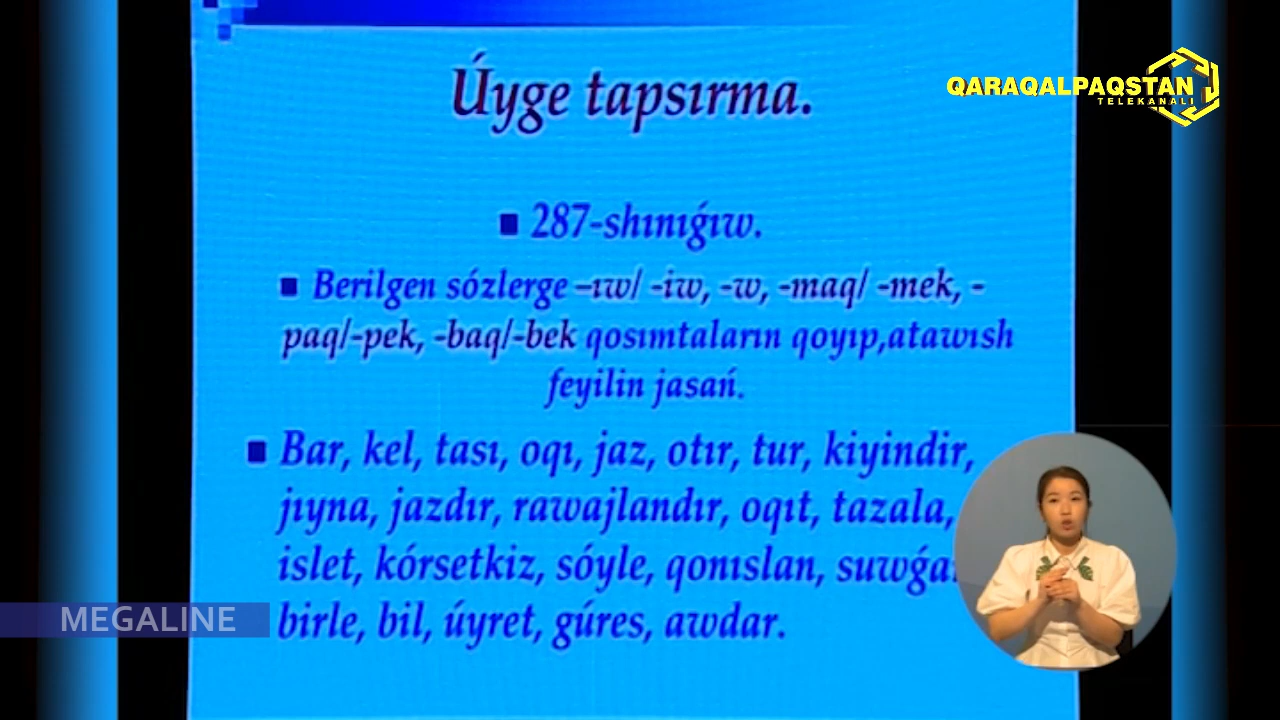 Úyge tapsırma.
QARAQALPAQSTAN
TELEKANALI
■ 287-shınıǵıw.
■ Berilgen sózlerge –ıw/ -iw, -w, -maq/ -mek, -
paq/-pek, -baq/-bek qosımtaların qoyıp,atawısh
feyilin jasań.
■ Bar, kel, tası, oqı, jaz, otır, tur, kiyindir,
jıyna, jazdır, rawajlandır, oqıt, tazala,
islet, kórsetkiz, sóyle, qonıslan,
birle, bil, úyret, gúres, awdar.
MEGALINE